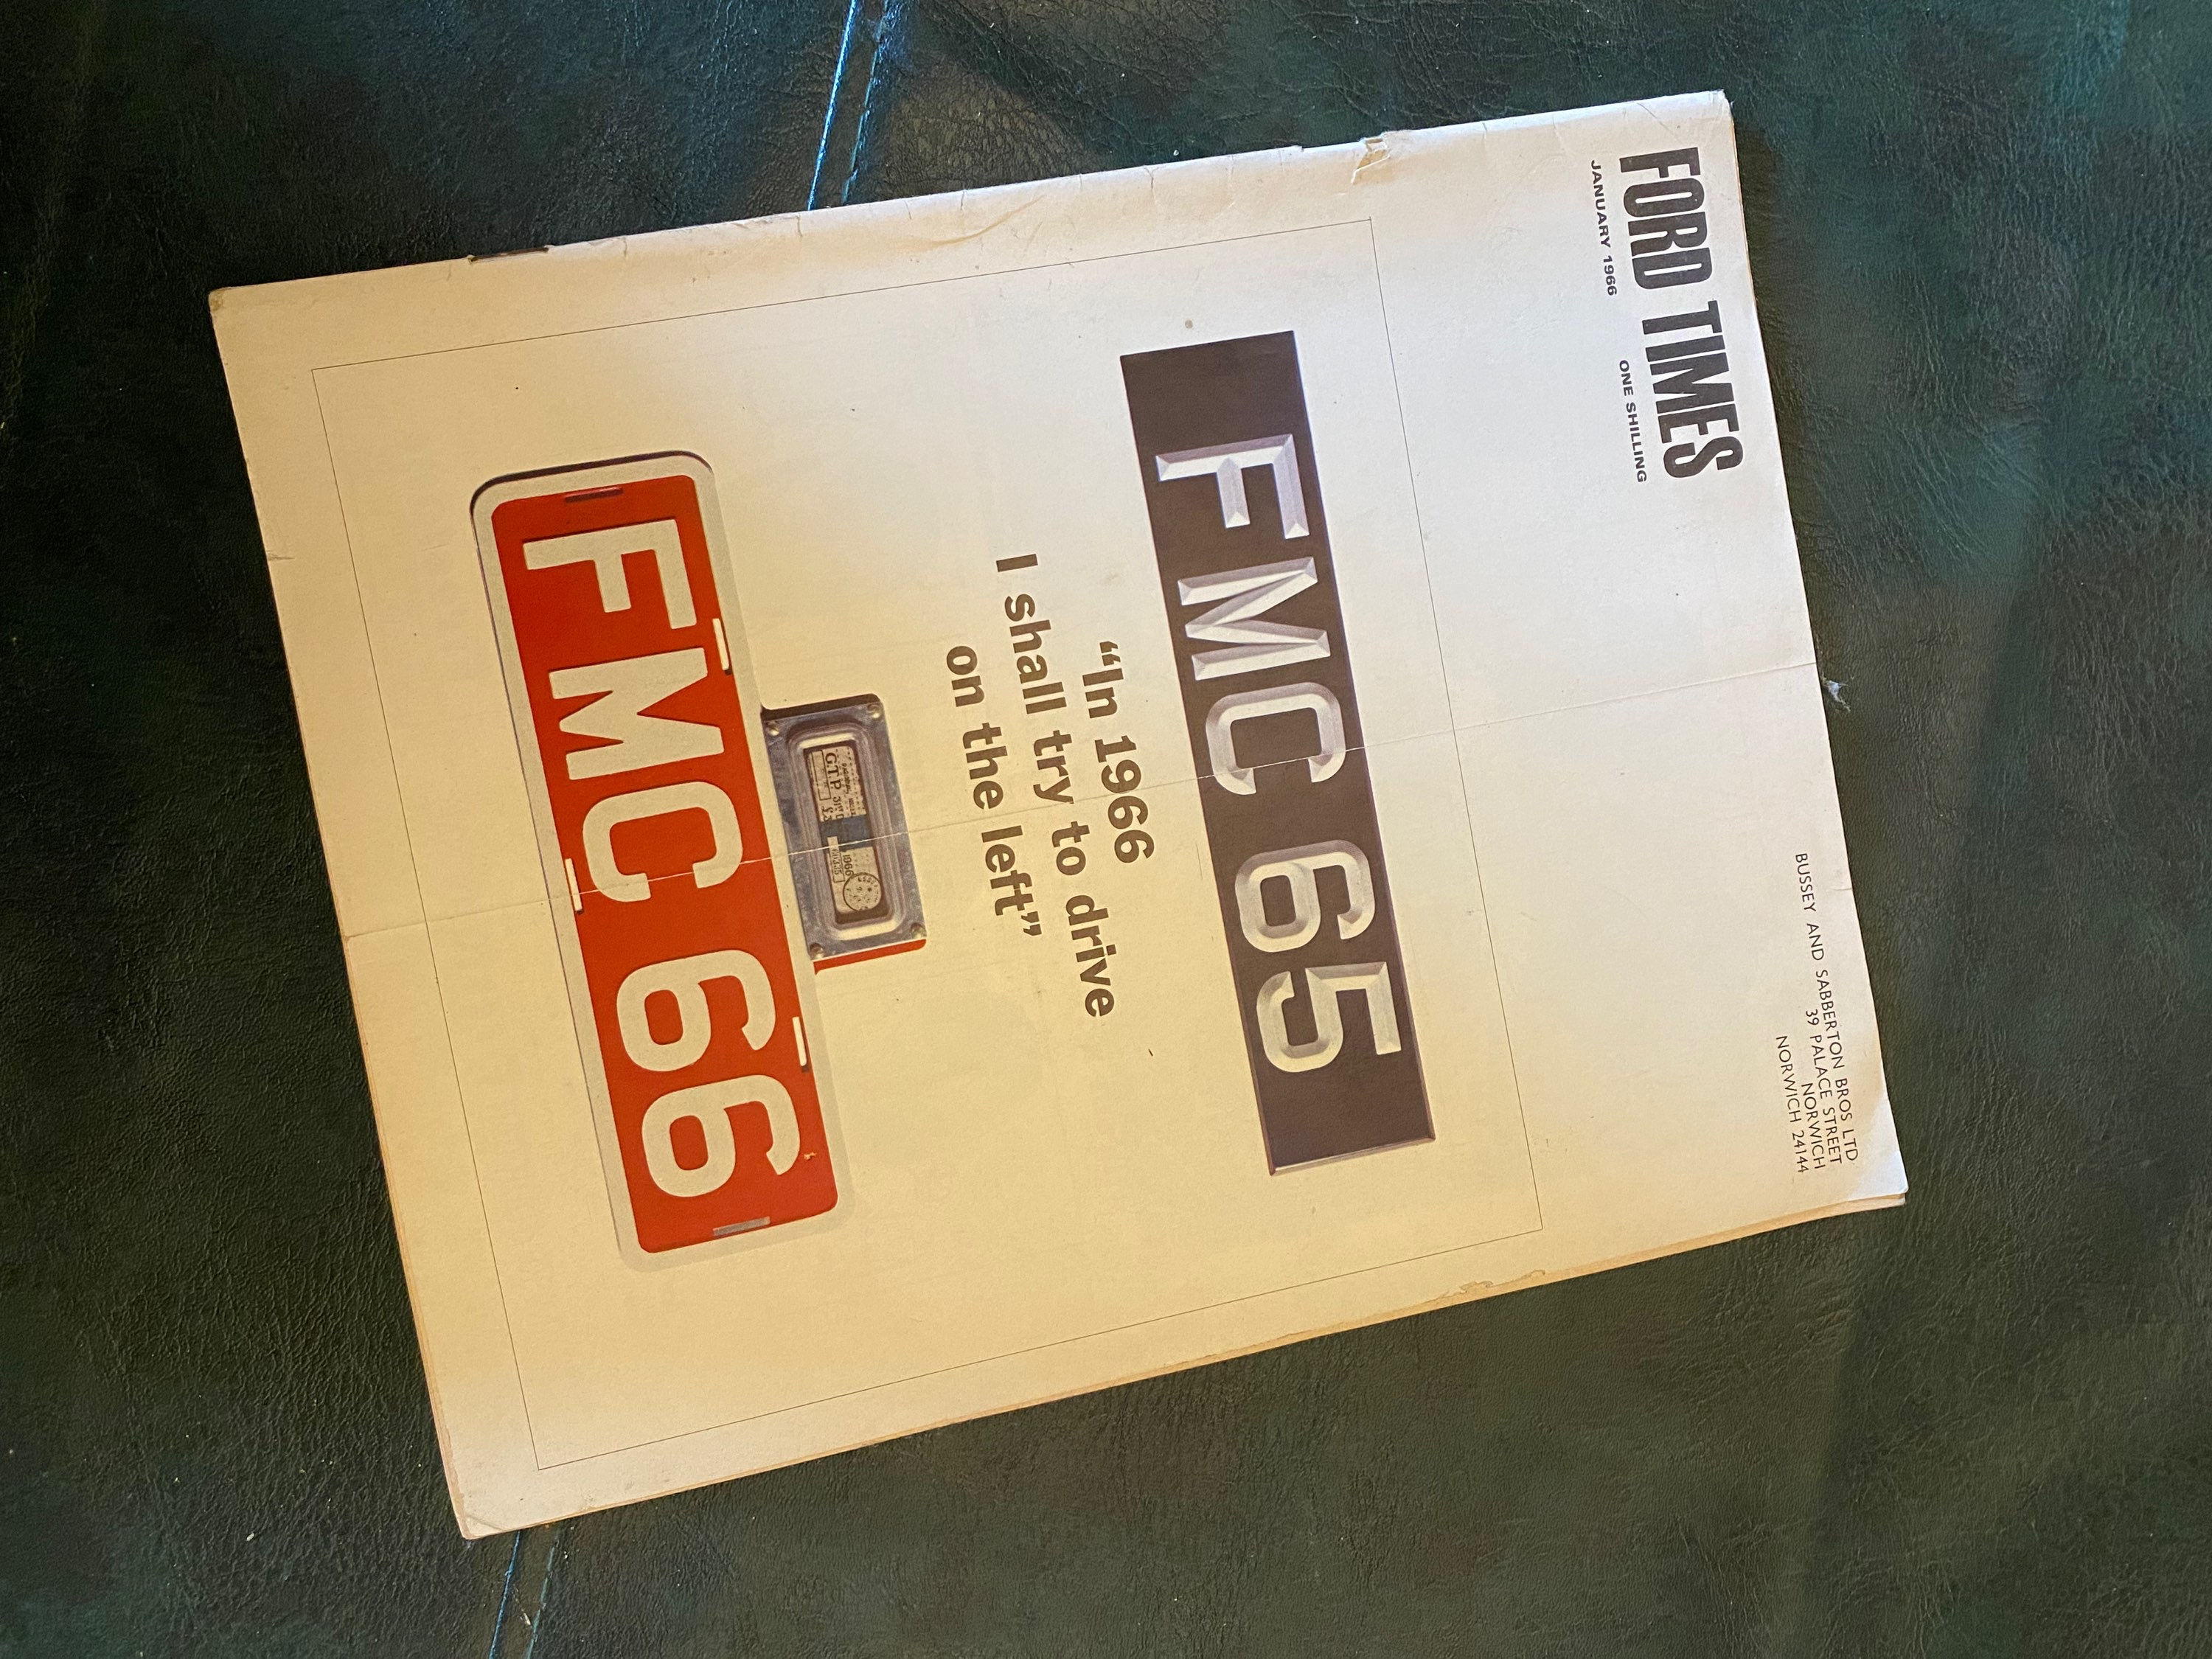 FORD TIMES
JANUARY 1966 ONE SHILLING
BUSSEY AND SABBERTON BROS LTD
39 PALACE STREET
NORWICH
NORWICH 24144
FMC 65
“In 1966
I shall try to drive
on the left”
G.T.P
1966
FMC 66